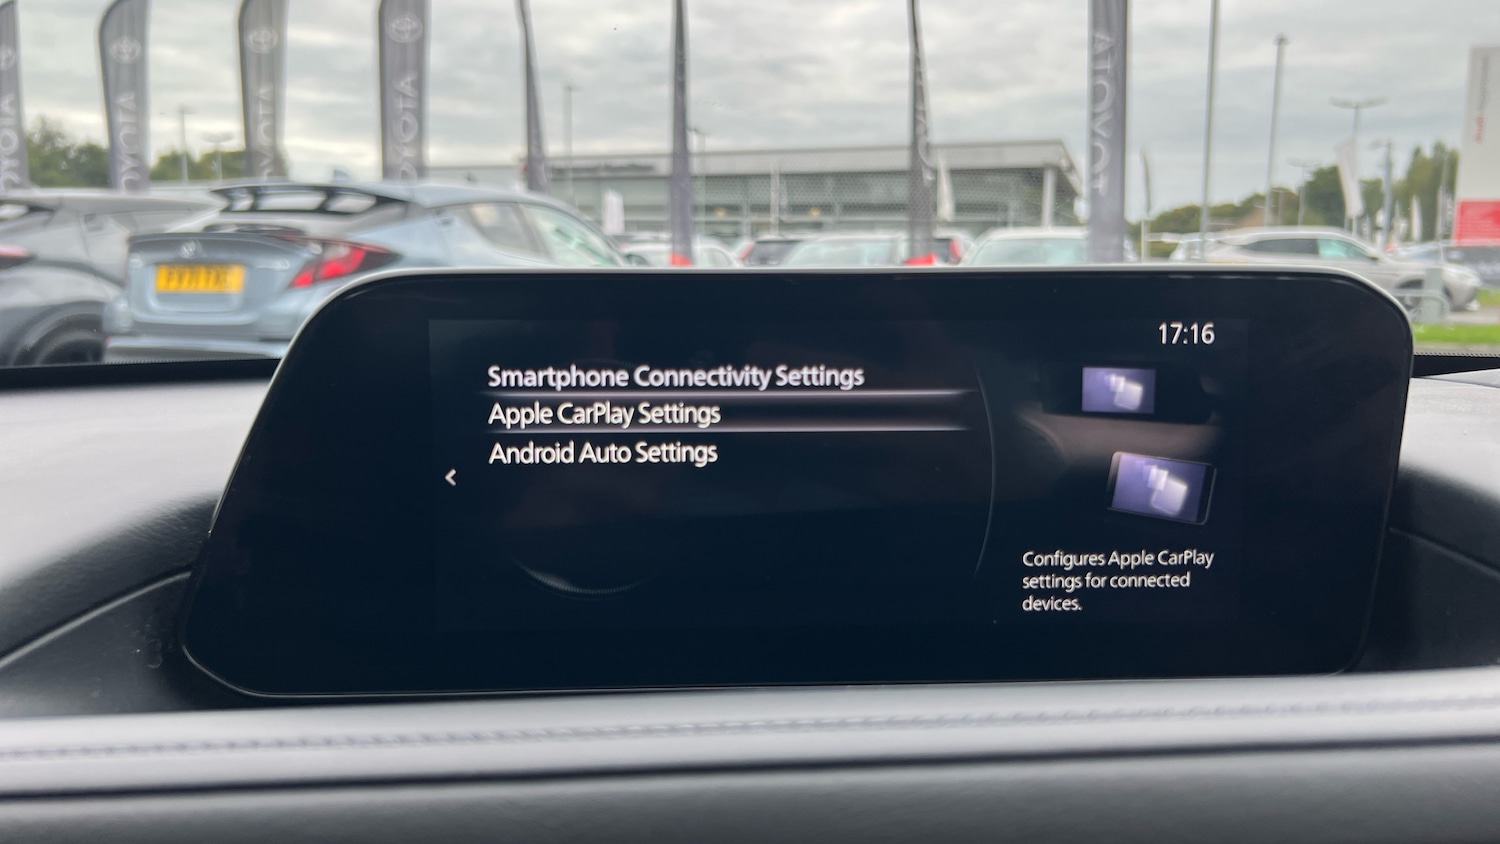 TOYOTA
17:16
Smartphone Connectivity Settings
Apple CarPlay Settings
Android Auto Settings
Configures Apple CarPlay
settings for connected
devices.